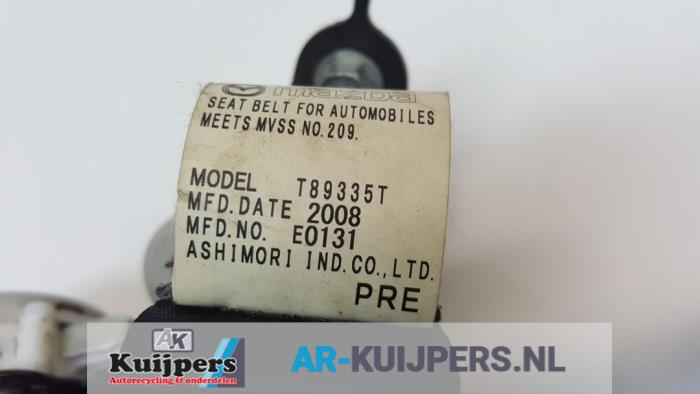 mazda
SEAT BELT FOR AUTOMOBILES
MEETS MVSS NO.209.
MODEL T89335T
MFD.DATE 2008
MFD.NO. E0131
ASHIMORI IND.CO.,LTD.
PRE
AK
Kuijpers
Autorecycling & onderdelen
AR-KUIJPERS.NL